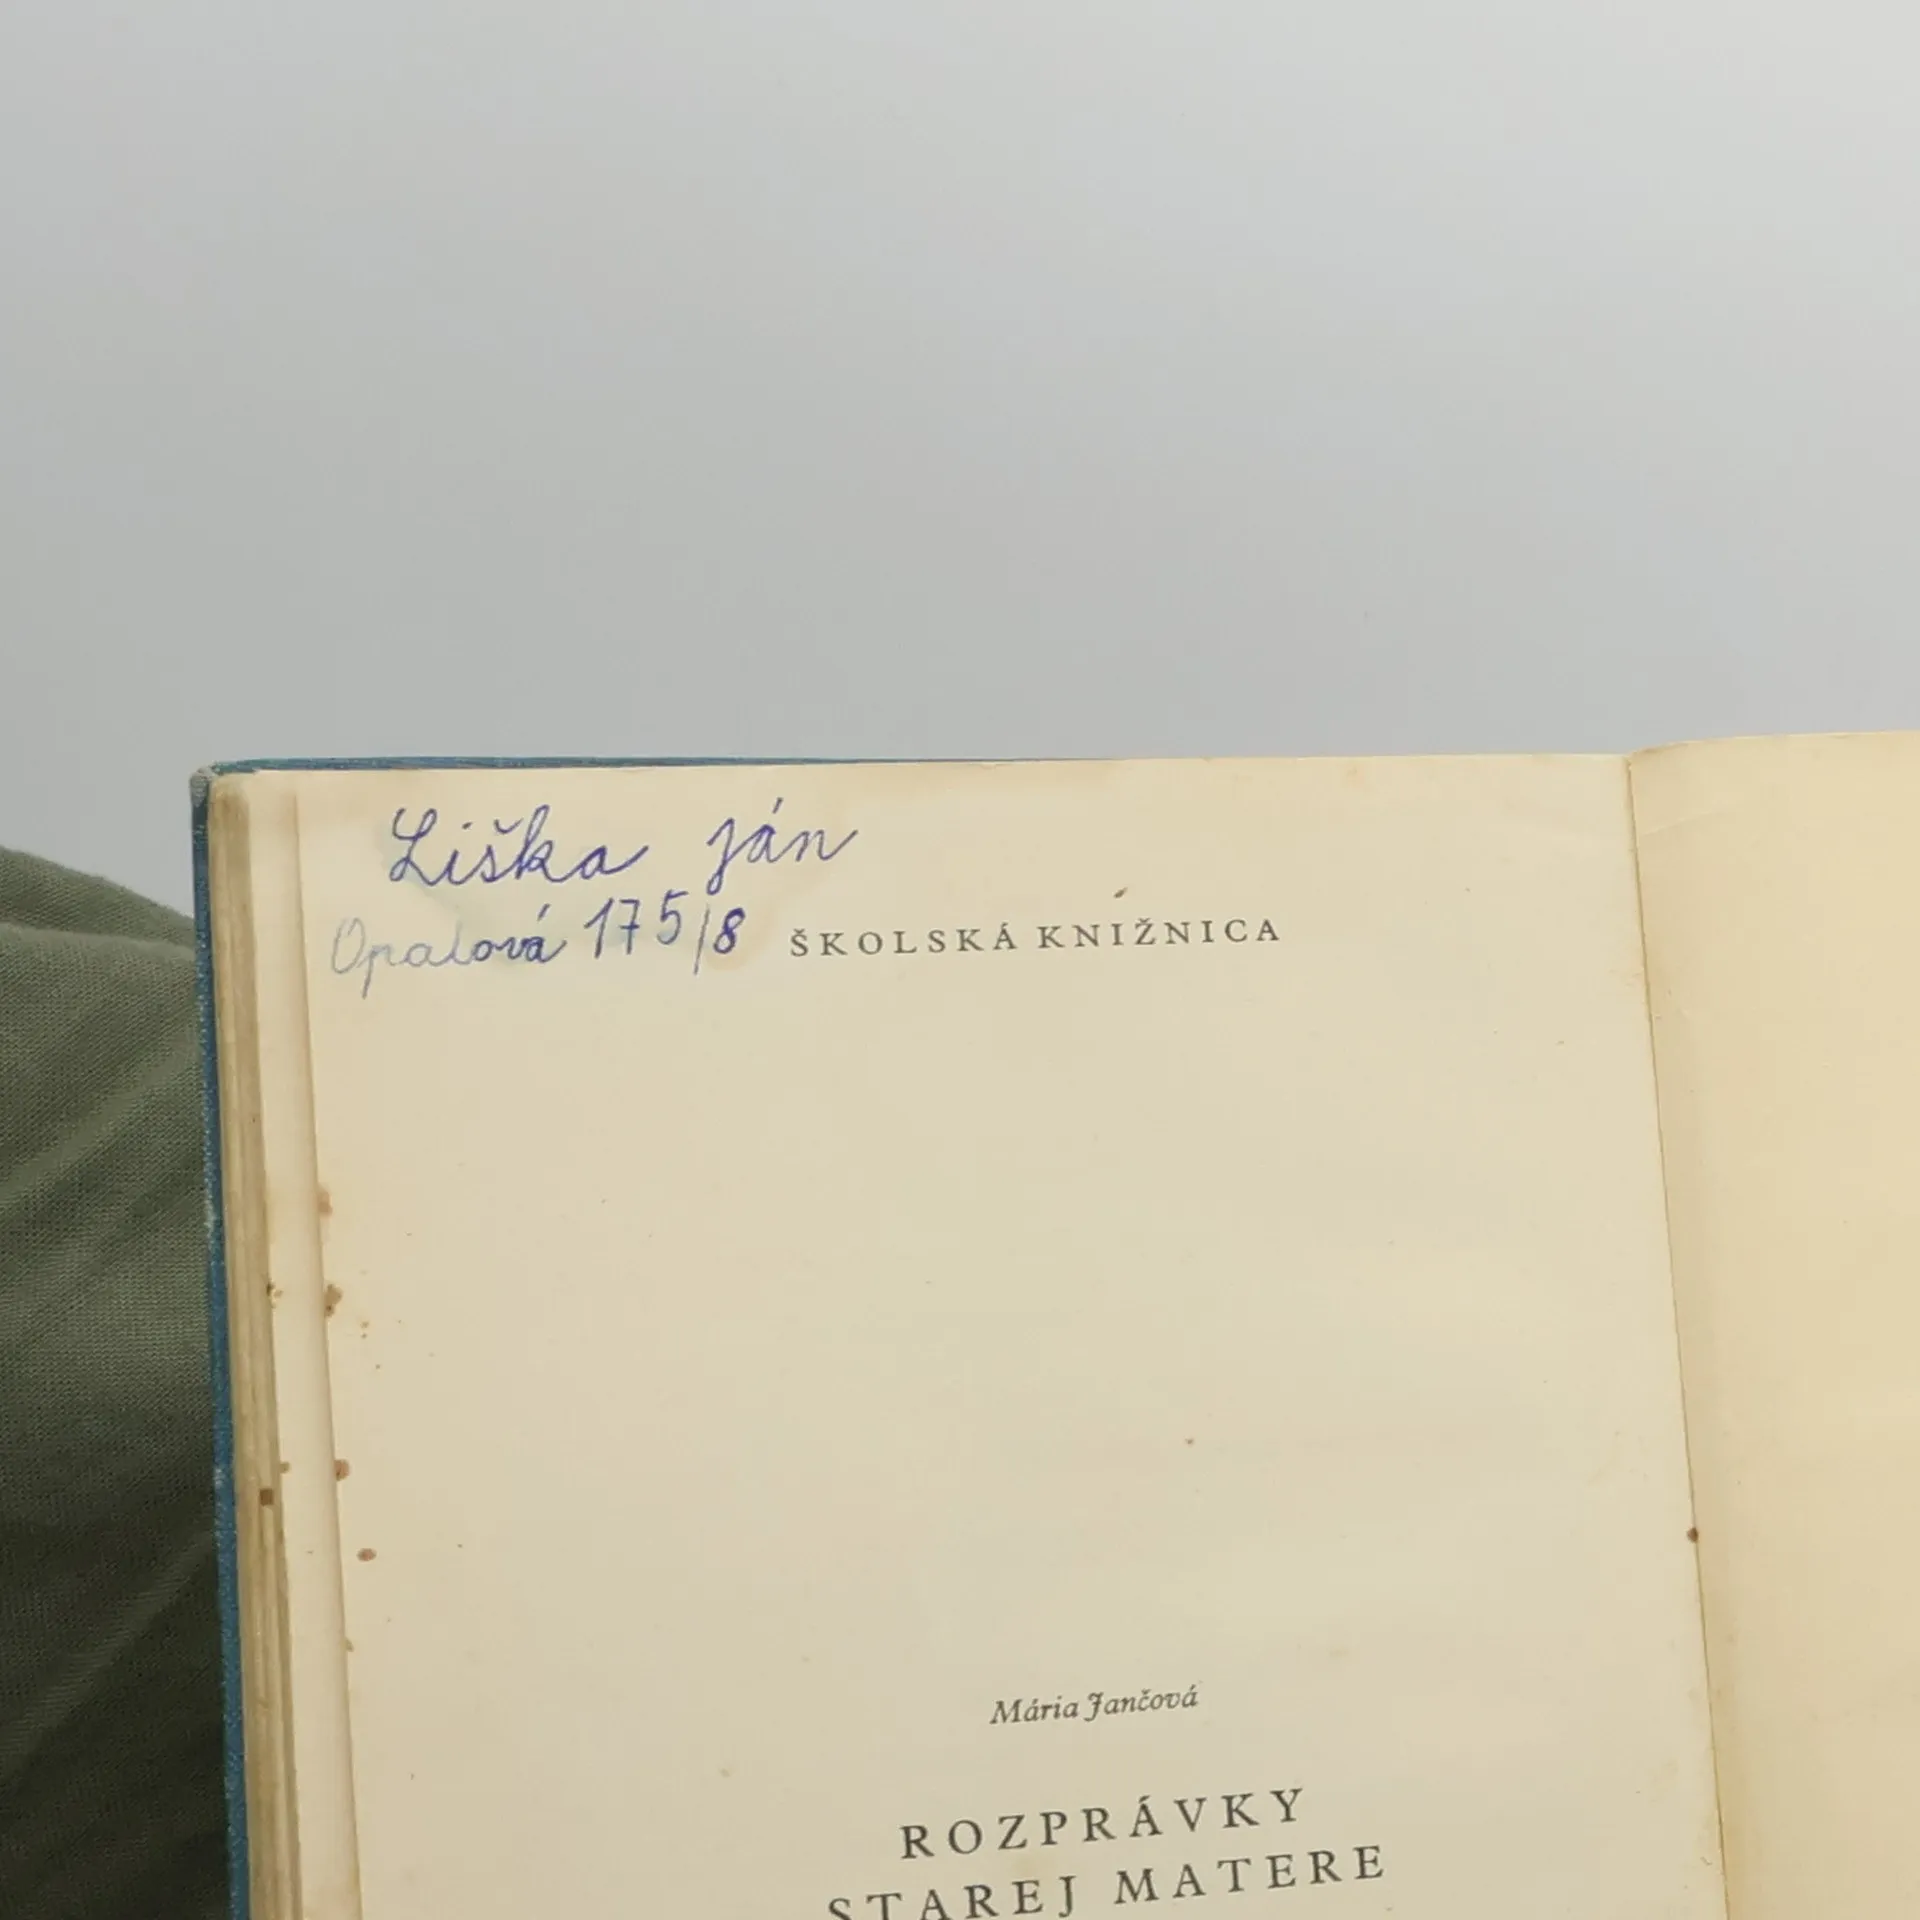 Liška Ján
Opalová 175/8
ŠKOLSKÁ KNIŽNICA
Mária Jančová
ROZPRÁVKY
STAREJ MATERE